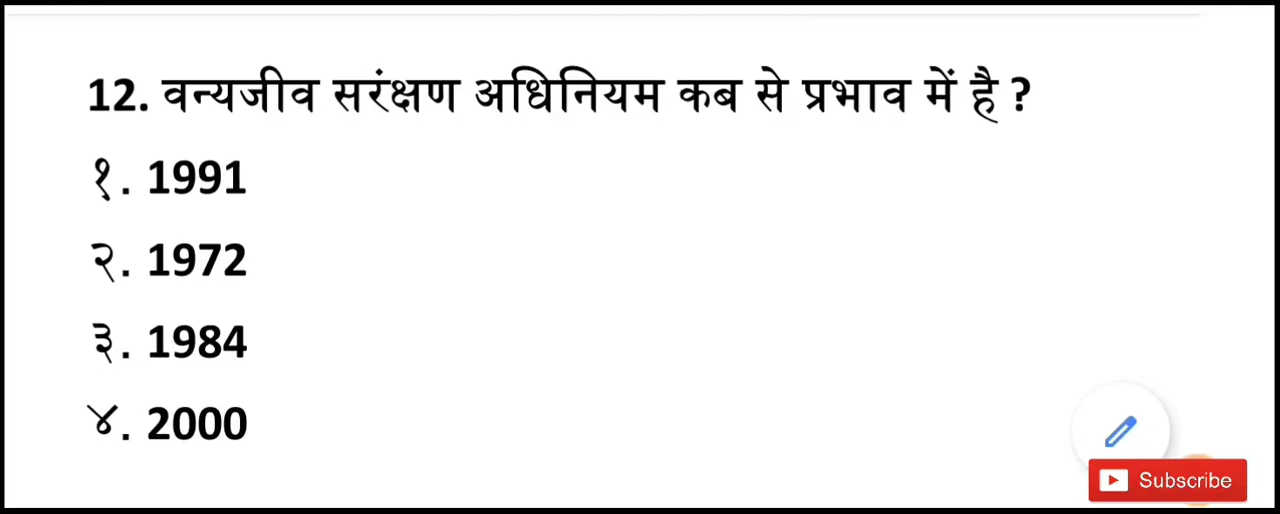 12. वन्यजीव सरंक्षण अधिनियम कब से प्रभाव में है ?
१. 1991
२. 1972
३. 1984
४. 2000
Subscribe